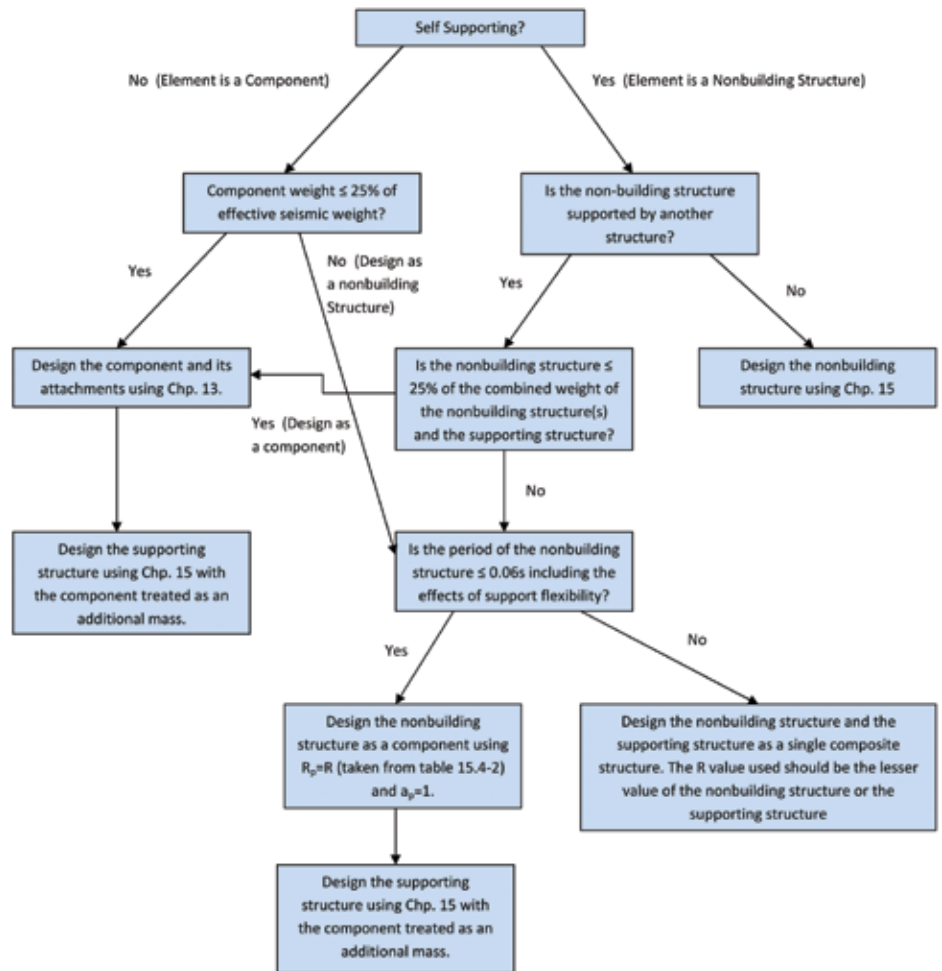 Self Supporting?
No (Element is a Component)
Yes (Element is a Nonbuilding Structure)
Component weight ≤ 25% of
effective seismic weight?
Is the non-building structure
supported by another
structure?
Yes
No (Design as
a nonbuilding
Structure)
Yes
No
Design the component and its
attachments using Chp. 13.
Is the nonbuilding structure ≤
25% of the combined weight of
the nonbuilding structure(s)
and the supporting structure?
Design the nonbuilding
structure using Chp. 15
Yes (Design as
a component)
No
Design the supporting
structure using Chp. 15 with
the component treated as an
additional mass.
Is the period of the nonbuilding
structure ≤ 0.06s including the
effects of support flexibility?
Yes
No
Design the nonbuilding
structure as a component using
Rp=R (taken from table 15.4-2)
and ap=1.
Design the nonbuilding structure and the
supporting structure as a single composite
structure. The R value used should be the lesser
value of the nonbuilding structure or the
supporting structure
Design the supporting
structure using Chp. 15 with
the component treated as an
additional mass.